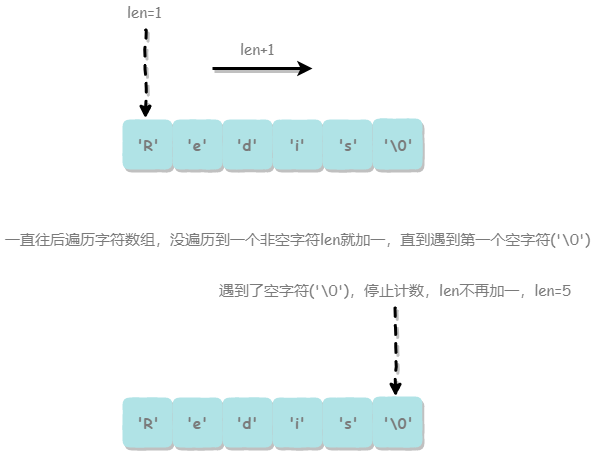 len=1
len+1
'R' 'e' 'd' 'i' 's' '\0'
一直往后遍历字符数组，没遍历到一个非空字符len就加一，直到遇到第一个空字符('\0')
遇到了空字符('\0')，停止计数，len不再加一，len=5
'R' 'e' 'd' 'i' 's' '\0'